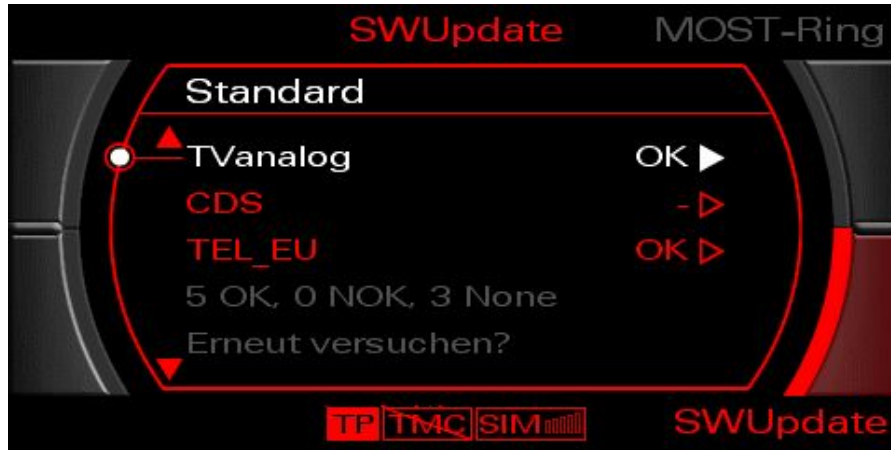 SWUpdate MOST-Ring
Standard
TVanalog OK
CDS -
TEL_EU OK
5 OK, 0 NOK, 3 None
Erneut versuchen?
TP TMC SIM SWUpdate